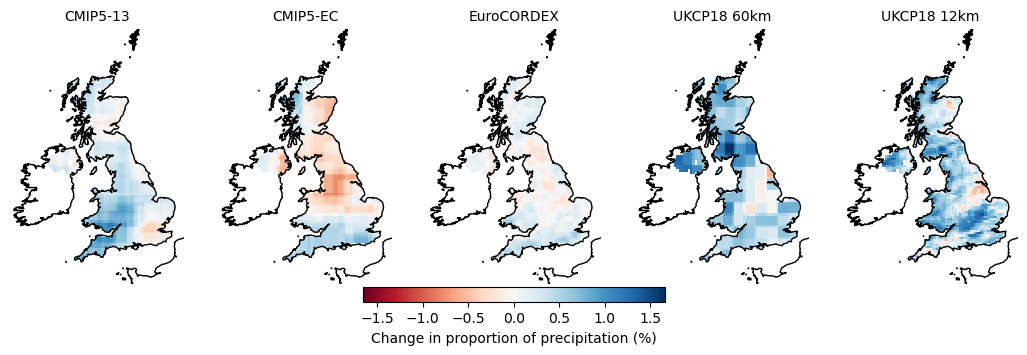 CMIP5-13 CMIP5-EC EuroCORDEX UKCP18 60km UKCP18 12km
−1.5 −1.0 −0.5 0.0 0.5 1.0 1.5
Change in proportion of precipitation (%)